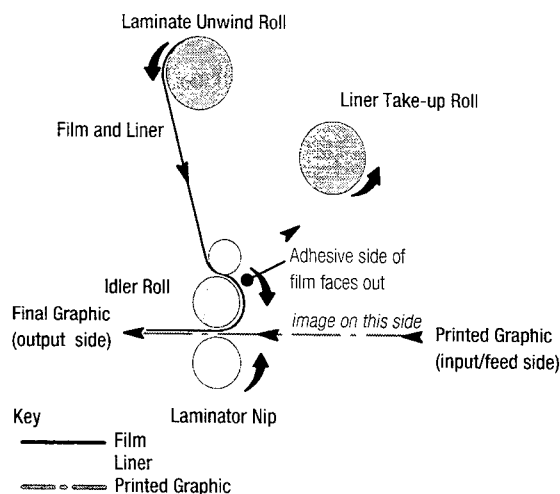 Laminate Unwind Roll
Liner Take-up Roll
Film and Liner
Adhesive side of
film faces out
Idler Roll
Final Graphic
(output side)
image on this side
Printed Graphic
(input/feed side)
Laminator Nip
Key
Film
Liner
Printed Graphic